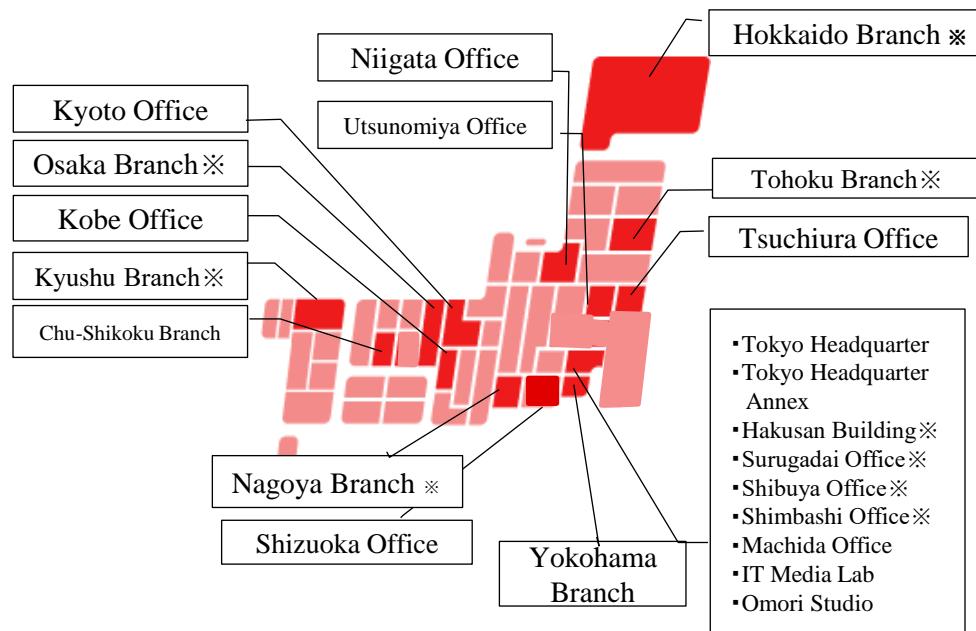 Hokkaido Branch ※
Niigata Office
Kyoto Office
Utsunomiya Office
Osaka Branch※
Tohoku Branch※
Kobe Office
Tsuchiura Office
Kyushu Branch※
Chu-Shikoku Branch
▪Tokyo Headquarter
▪Tokyo Headquarter
Annex
▪Hakusan Building※
▪Surugadai Office※
▪Shibuya Office※
▪Shimbashi Office※
▪Machida Office
▪IT Media Lab
▪Omori Studio
Nagoya Branch ※
Shizuoka Office
Yokohama
Branch